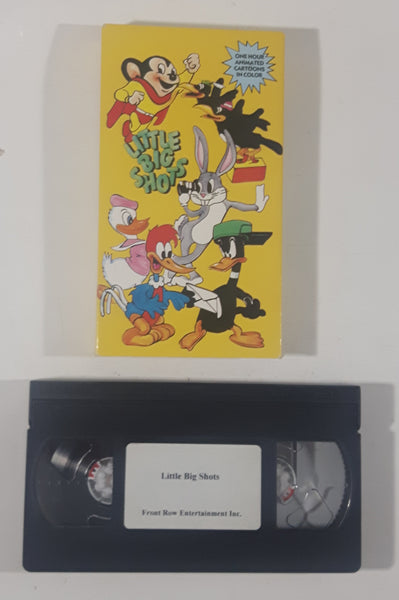 ONE HOUR
ANIMATED
CARTOONS
IN COLOR
LITTLE
BIG
SHOTS
Little Big Shots
Front Row Entertainment Inc.